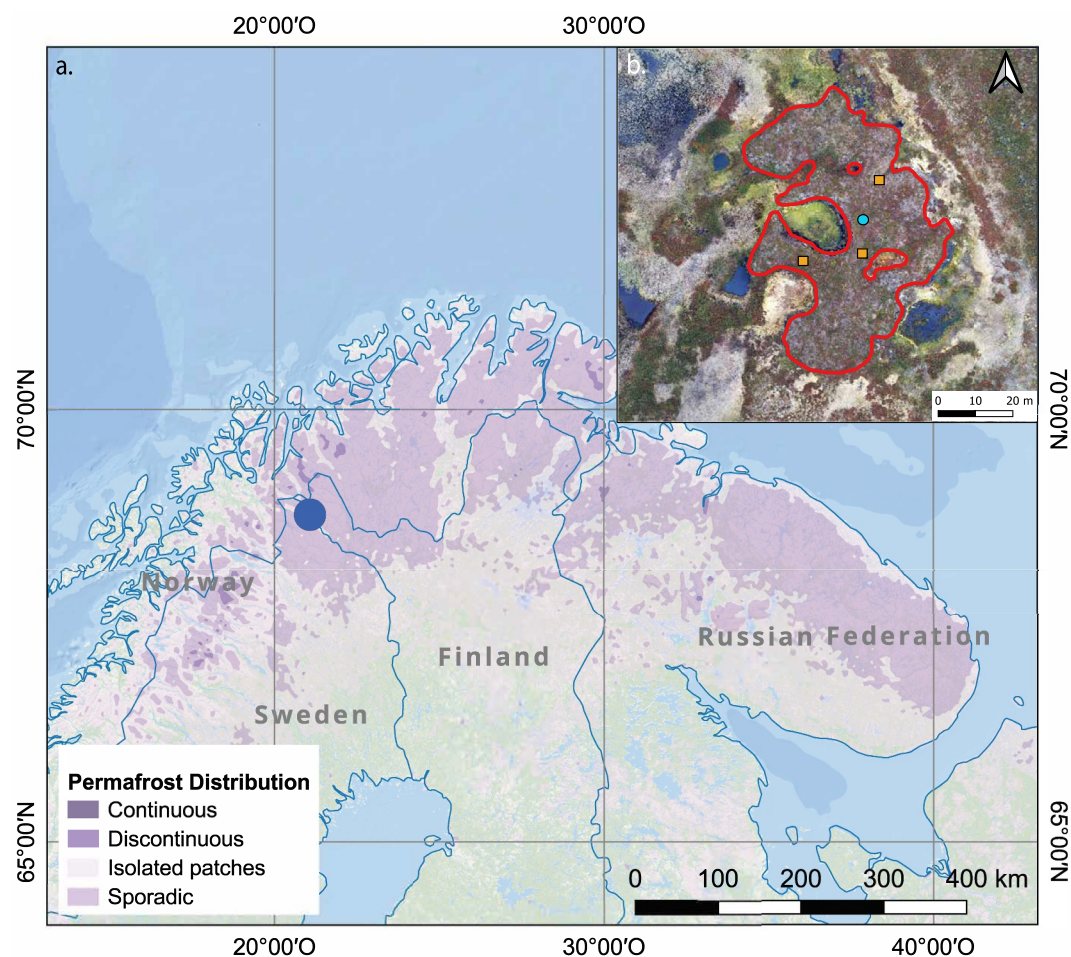 20°00′O 30°00′O
a.
b.
0 10 20 m
70°00′N
70°00′N
Norway
Russian Federation
Finland
Sweden
Permafrost Distribution
Continuous
Discontinuous
Isolated patches
Sporadic
65°00′N
65°00′N
0 100 200 300 400 km
20°00′O 30°00′O 40°00′O